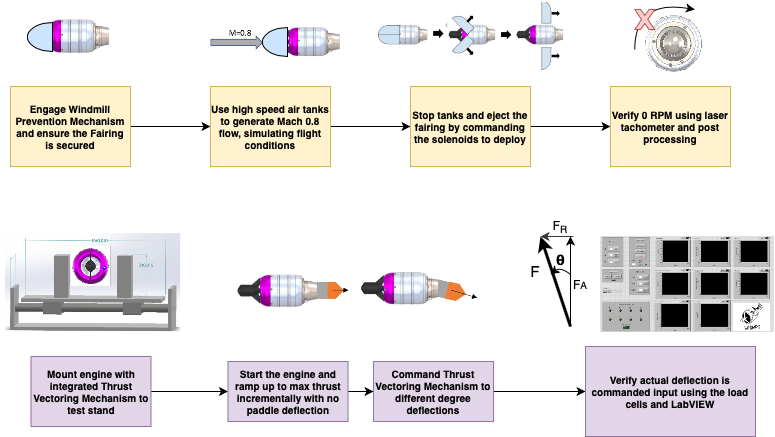 M=0.8
Engage Windmill
Prevention Mechanism
and ensure the Fairing
is secured
Use high speed air tanks
to generate Mach 0.8
flow, simulating flight
conditions
Stop tanks and eject the
fairing by commanding
the solenoids to deploy
Verify 0 RPM using laser
tachometer and post
processing
F_R
θ
F
F_A
Mount engine with
integrated Thrust
Vectoring Mechanism to
test stand
Start the engine and
ramp up to max thrust
incrementally with no
paddle deflection
Command Thrust
Vectoring Mechanism to
different degree
deflections
Verify actual deflection is
commanded input using the load
cells and LabVIEW